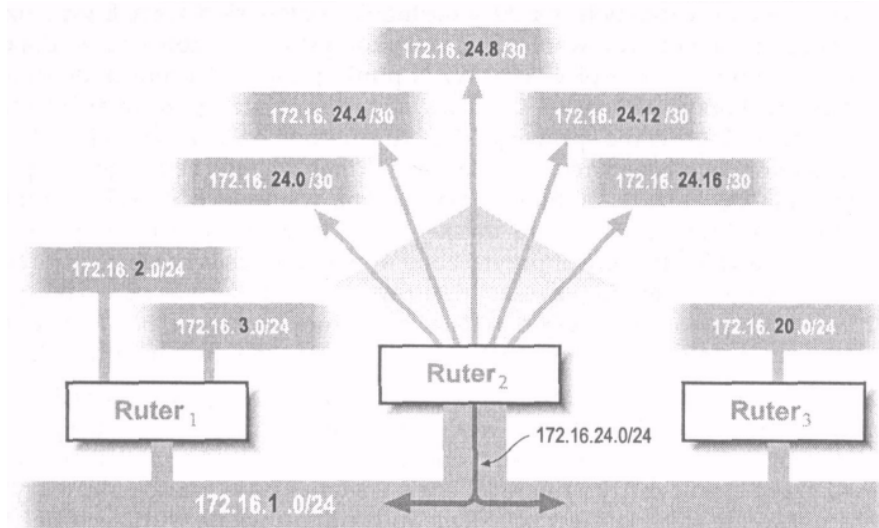 172.16. 24.8 /30
172.16. 24.4 /30
172.16. 24.12 /30
172.16. 24.0 /30
172.16. 24.16 /30
172.16. 2 .0/24
172.16. 3 .0/24
172.16. 20 .0/24
Ruter1
Ruter2
Ruter3
172.16.24.0/24
172.16.1 .0/24